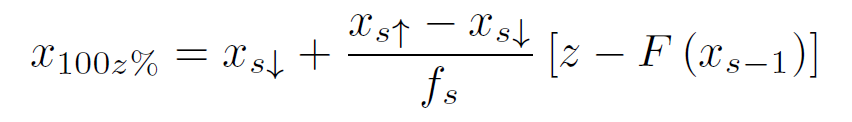 x_{100z\%} = x_{s↓} + \frac{x_{s↑} - x_{s↓}}{f_s} [z - F(x_{s-1})]